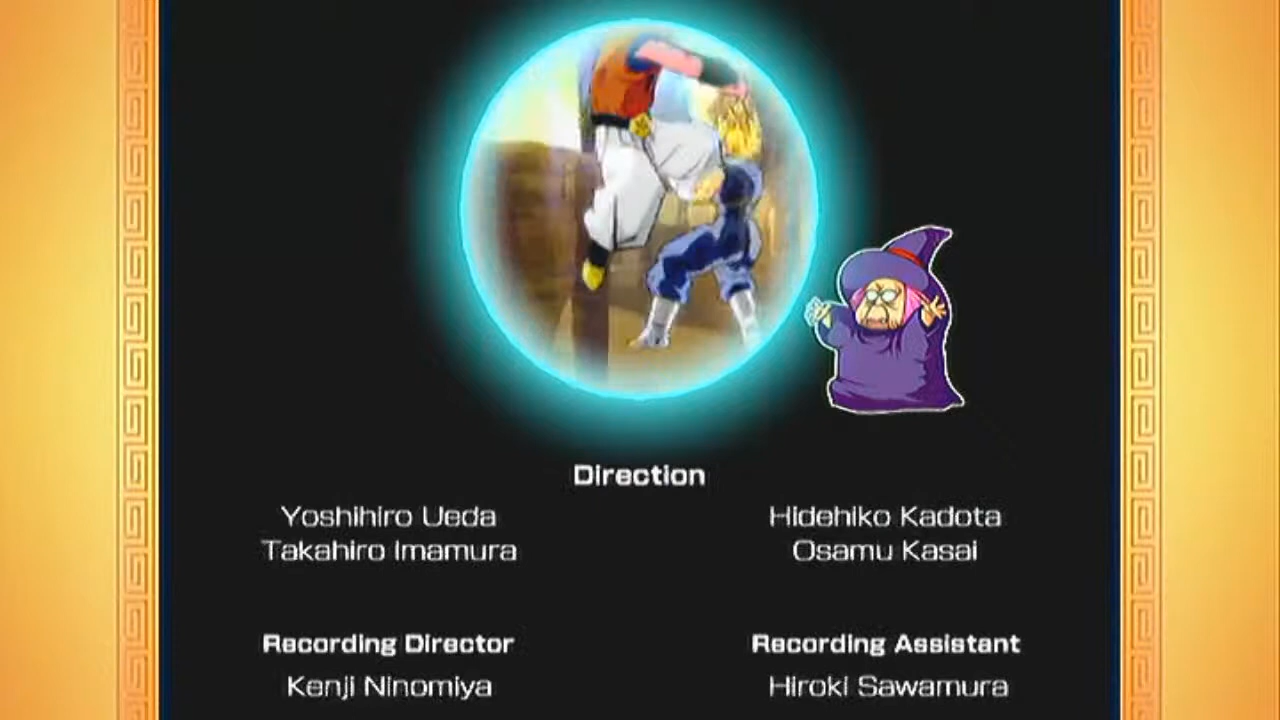 Direction
Yoshihiro Ueda Hidehiko Kadota
Takahiro Imamura Osamu Kasai
Recording Director Recording Assistant
Kenji Ninomiya Hiroki Sawamura